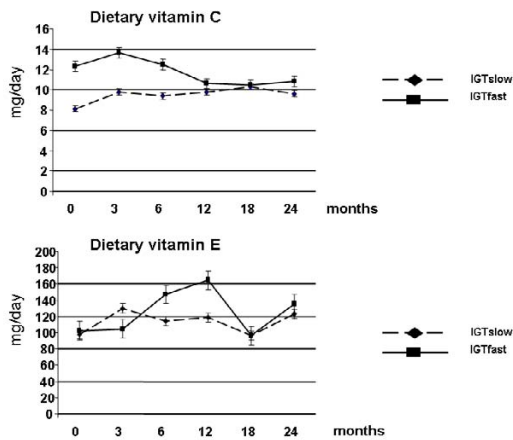 Dietary vitamin C
16
14
12
10
8
6
4
2
0
mg/day
0 3 6 12 18 24 months
IGTslow
IGTfast
Dietary vitamin E
200
180
160
140
120
100
80
60
40
20
0
mg/day
0 3 6 12 18 24 months
IGTslow
IGTfast